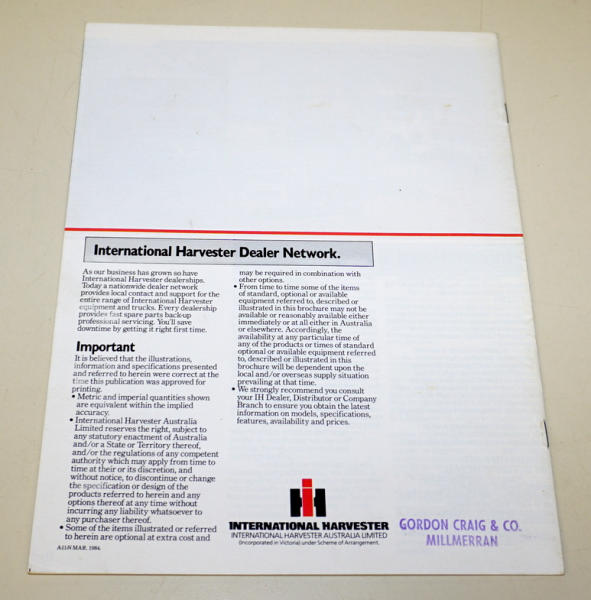 International Harvester Dealer Network.
As our business has grown so have
International Harvester dealerships.
Today a nationwide dealer network
provides local contact and support for the
entire range of International Harvester
equipment and trucks. Every dealership
provides fast spare parts back-up
professional servicing. You'll save
downtime by getting it right first time.
Important
It is believed that the illustrations,
information and specifications presented
and referred to herein were correct at the
time this publication was approved for
printing.
• Metric and imperial quantities shown
are equivalent within the implied
accuracy.
• International Harvester Australia
Limited reserves the right, subject to
any statutory enactment of Australia
and/or a State or Territory thereof,
and/or the regulations of any competent
authority which may apply from time to
time at their or its discretion, and
without notice, to discontinue or change
the specification or design of the
products referred to herein and any
options thereof at any time without
incurring any liability whatsoever to
any purchaser thereof.
• Some of the items illustrated or referred
to herein are optional at extra cost and
may be required in combination with
other options.
• From time to time some of the items
of standard, optional or available
equipment referred to, described or
illustrated in this brochure may not be
available or reasonably available either
immediately or at all either in Australia
or elsewhere. Accordingly, the
availability at any particular time of
any of the products or times of standard
optional or available equipment referred
to, described or illustrated in this
brochure will be dependent upon the
local and/or overseas supply situation
prevailing at that time.
• We strongly recommend you consult
your IH Dealer, Distributor or Company
Branch to ensure you obtain the latest
information on models, specifications,
features, availability and prices.
INTERNATIONAL HARVESTER
INTERNATIONAL HARVESTER AUSTRALIA LIMITED
(Incorporated in Victoria) under Scheme of Arrangement.
GORDON CRAIG & CO.
MILLMERRAN
MAR. 1984.